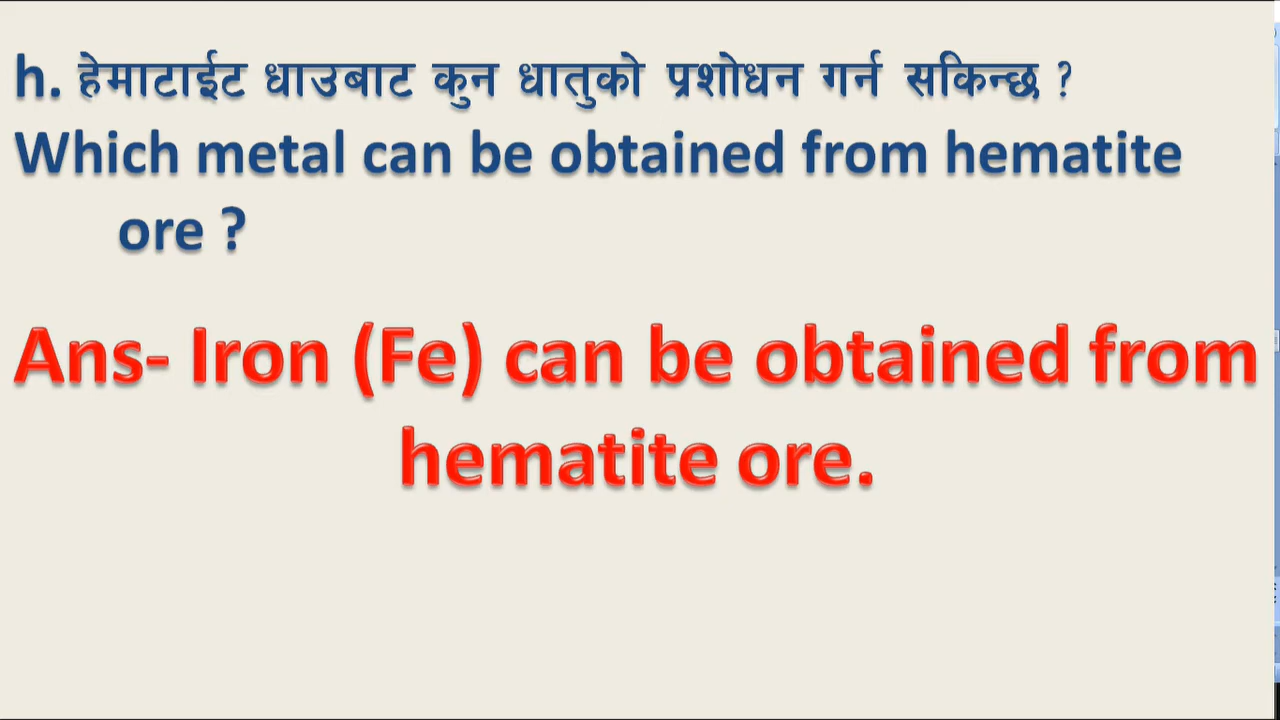 h. हेमाटाईट धाउबाट कुन धातुको प्रशोधन गर्न सकिन्छ ?
Which metal can be obtained from hematite
ore ?
Ans- Iron (Fe) can be obtained from
hematite ore.